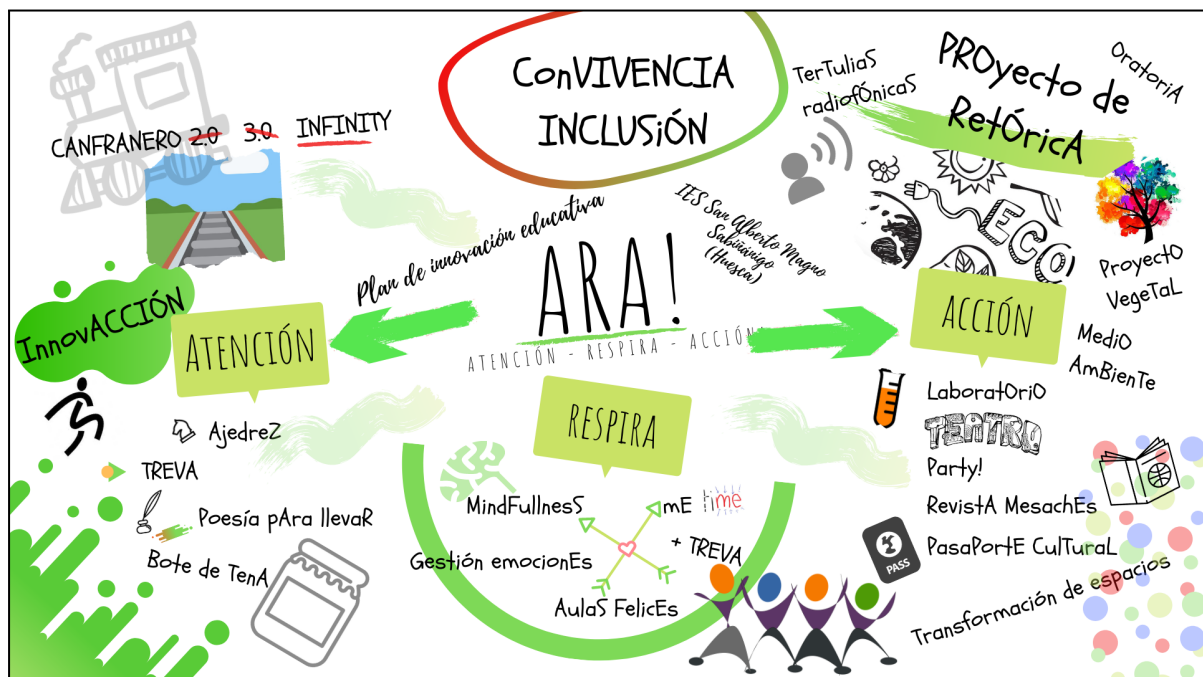 ConVIVENCIA
INCLUSiÓN
TerTuliaS
radiofÓnicaS
PROyecto de
RetÓricA
OratoriA
CANFRANERO 2.0 3.0 INFINITY
Plan de innovación educativa
ARA!
ATENCIÓN - RESPIRA - ACCIÓN
IES San Alberto Magno
Sabiñánigo
(Huesca)
ECO
ProyectO
VegeTaL
MediO
AmBienTe
InnovACCIÓN
ATENCIÓN
AjedreZ
TREVA
Poesía pAra llevaR
Bote de TenA
RESPIRA
MindFullnesS
mE time
Gestión emocionEs
+ TREVA
AulaS FelicEs
ACCIÓN
LaboratOriO
TEATRO
Party!
RevistA MesachEs
PASS
PasaPortE CulTuraL
Transformación de espacios